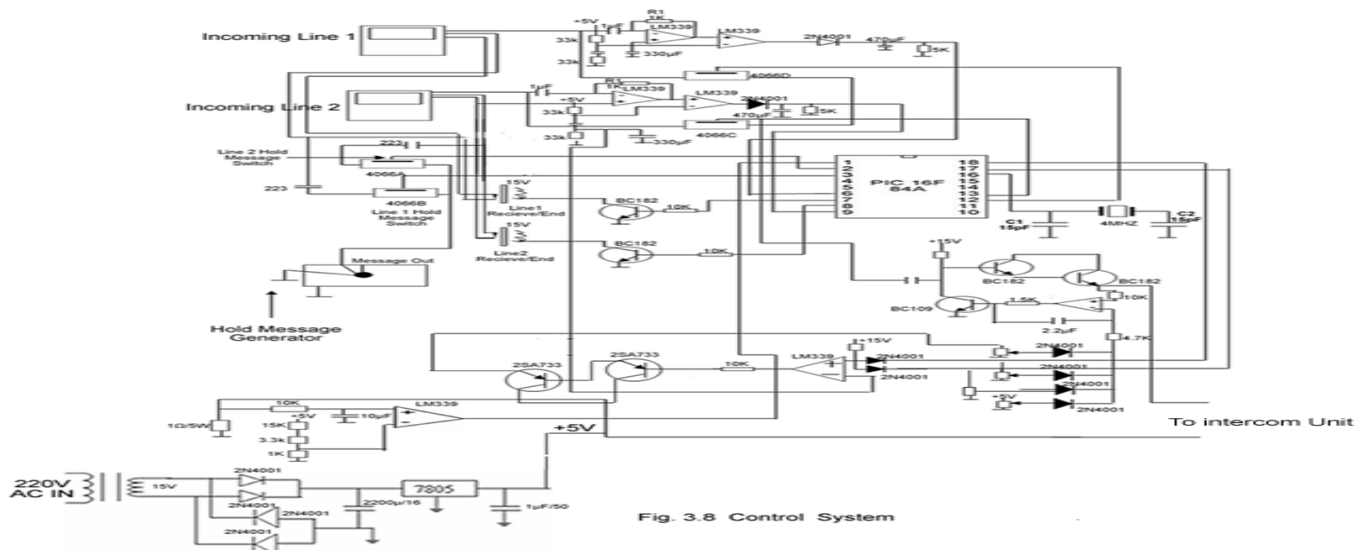 Incoming Line 1
+5V
1µF
R1
1K
LM339
LM339
2N4001
470µF
5K
33k
33k
330µF
4066D
Incoming Line 2
1µF
R1
1K
LM339
LM339
2N4001
+5V
33k
33k
470µF
5K
4066C
330µF
Line 2 Hold
Message
Switch
223
4066A
223
4066B
Line 1 Hold
Message
Switch
15V
Line1
Recieve/End
15V
Line2
Recieve/End
BC182
10K
BC182
10K
1
2
3
4
5
6
7
8
9
PIC 16F
84A
18
17
16
15
14
13
12
11
10
C1
15pF
4MHZ
C2
15pF
Message Out
Hold Message
Generator
+15V
BC182
BC182
BC109
1.5K
10K
2.2µF
4.7K
2SA733
2SA733
10K
LM339
+15V
2N4001
2N4001
2N4001
2N4001
2N4001
+5V
2N4001
1Ω/5W
10K
+5V
15K
3.3k
1K
10µF
LM339
+5V
To intercom Unit
220V
AC IN
15V
2N4001
2N4001
2N4001
2N4001
2200µ/16
7805
1µF/50
Fig. 3.8 Control System